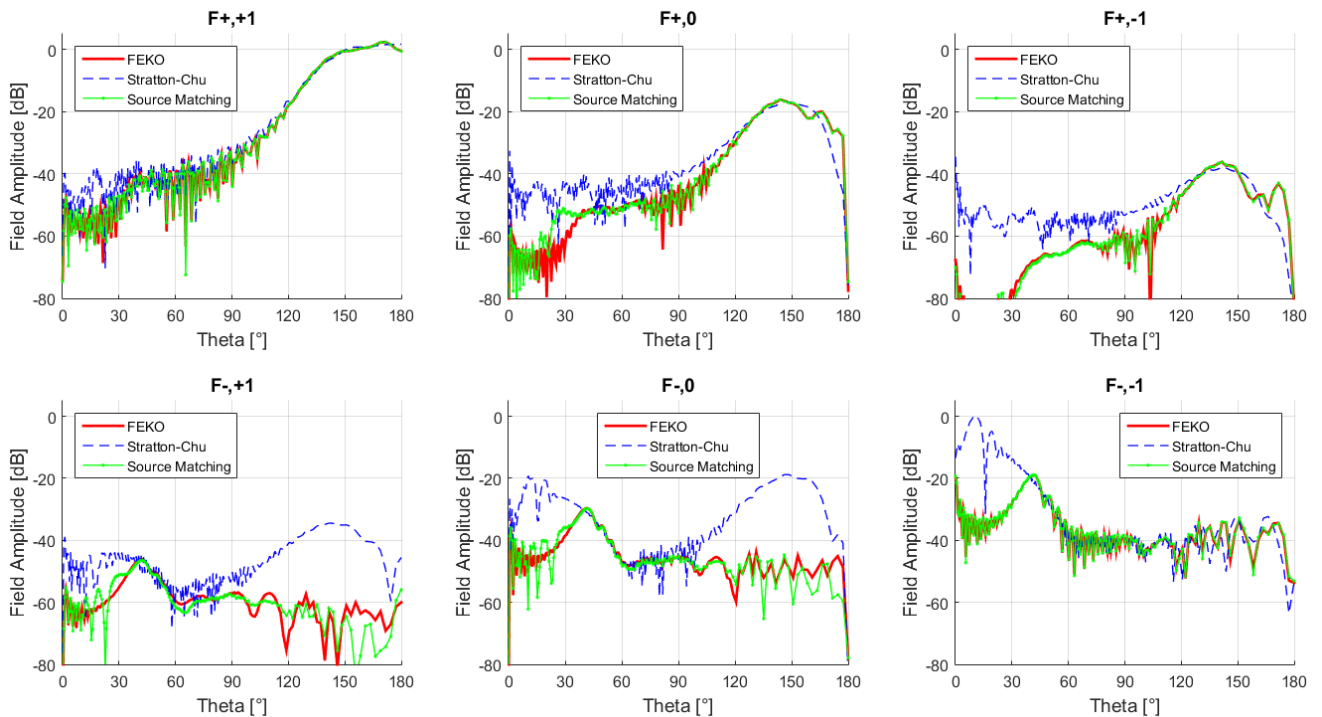 F+,+1
FEKO
Stratton-Chu
Source Matching
Field Amplitude [dB]
0
-20
-40
-60
-80
0 30 60 90 120 150 180
Theta [°]
F+,0
FEKO
Stratton-Chu
Source Matching
Field Amplitude [dB]
0
-20
-40
-60
-80
0 30 60 90 120 150 180
Theta [°]
F+,-1
FEKO
Stratton-Chu
Source Matching
Field Amplitude [dB]
0
-20
-40
-60
-80
0 30 60 90 120 150 180
Theta [°]
F-,+1
FEKO
Stratton-Chu
Source Matching
Field Amplitude [dB]
0
-20
-40
-60
-80
0 30 60 90 120 150 180
Theta [°]
F-,0
FEKO
Stratton-Chu
Source Matching
Field Amplitude [dB]
0
-20
-40
-60
-80
0 30 60 90 120 150 180
Theta [°]
F-,-1
FEKO
Stratton-Chu
Source Matching
Field Amplitude [dB]
0
-20
-40
-60
-80
0 30 60 90 120 150 180
Theta [°]